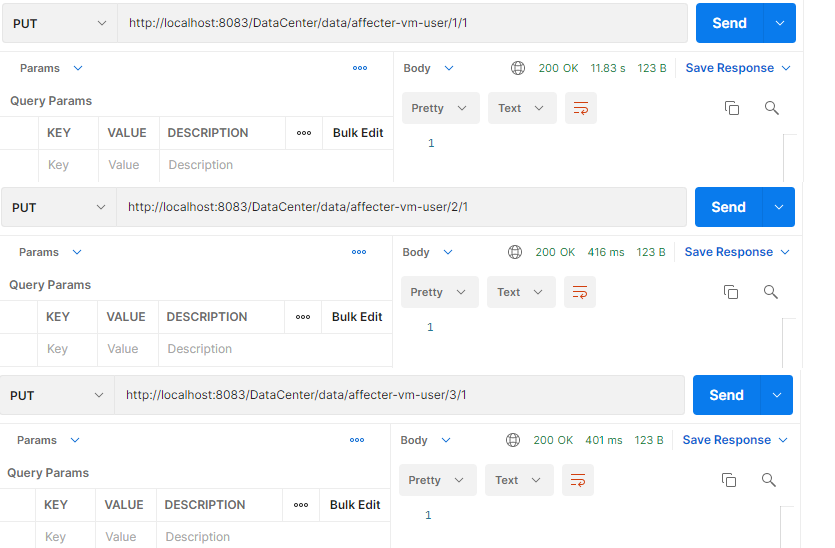 PUT http://localhost:8083/DataCenter/data/affecter-vm-user/1/1 Send
Params Body 200 OK 11.83 s 123 B Save Response
Query Params Pretty Text
KEY VALUE DESCRIPTION ooo Bulk Edit 1
Key Value Description
PUT http://localhost:8083/DataCenter/data/affecter-vm-user/2/1 Send
Params Body 200 OK 416 ms 123 B Save Response
Query Params Pretty Text
KEY VALUE DESCRIPTION ooo Bulk Edit 1
Key Value Description
PUT http://localhost:8083/DataCenter/data/affecter-vm-user/3/1 Send
Params Body 200 OK 401 ms 123 B Save Response
Query Params Pretty Text
KEY VALUE DESCRIPTION ooo Bulk Edit 1
Key Value Description